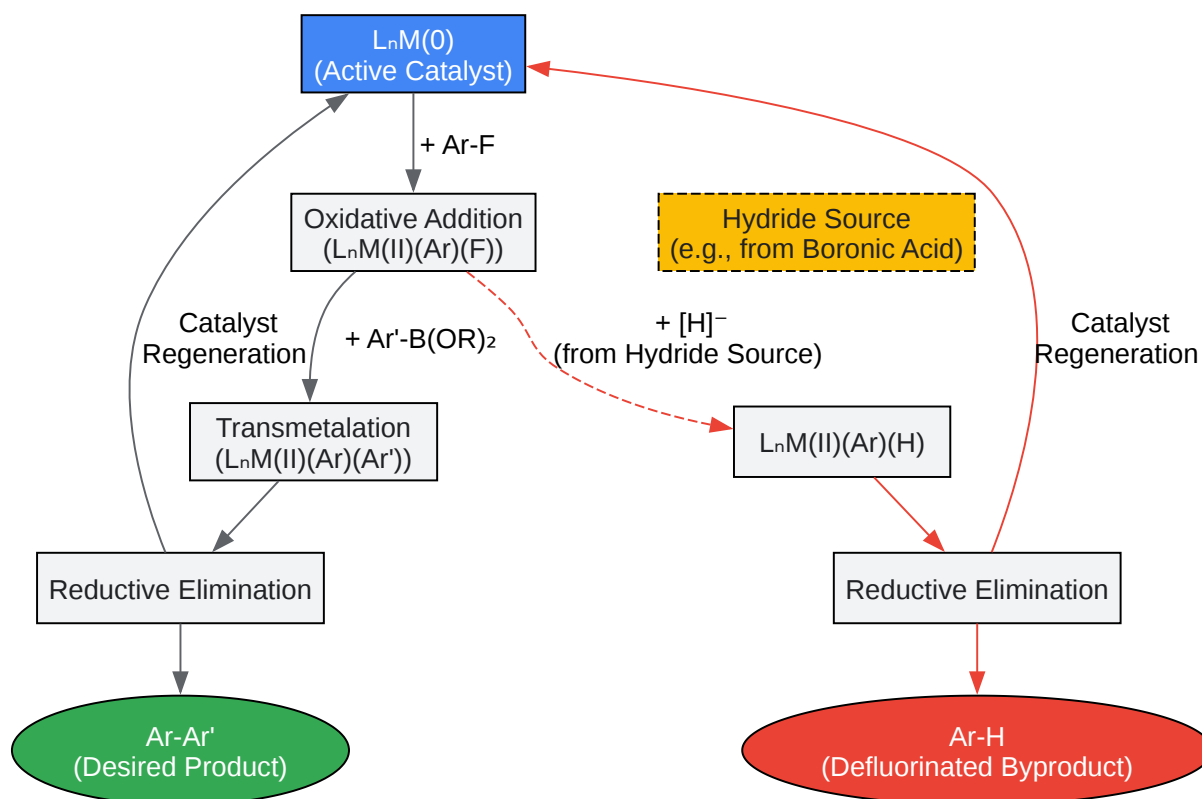 LₙM(0)
(Active Catalyst)
+ Ar-F
Oxidative Addition
(LₙM(II)(Ar)(F))
Hydride Source
(e.g., from Boronic Acid)
Catalyst
Regeneration
+ Ar'-B(OR)₂
+ [H]⁻
(from Hydride Source)
Catalyst
Regeneration
Transmetalation
(LₙM(II)(Ar)(Ar'))
LₙM(II)(Ar)(H)
Reductive Elimination
Reductive Elimination
Ar-Ar'
(Desired Product)
Ar-H
(Defluorinated Byproduct)